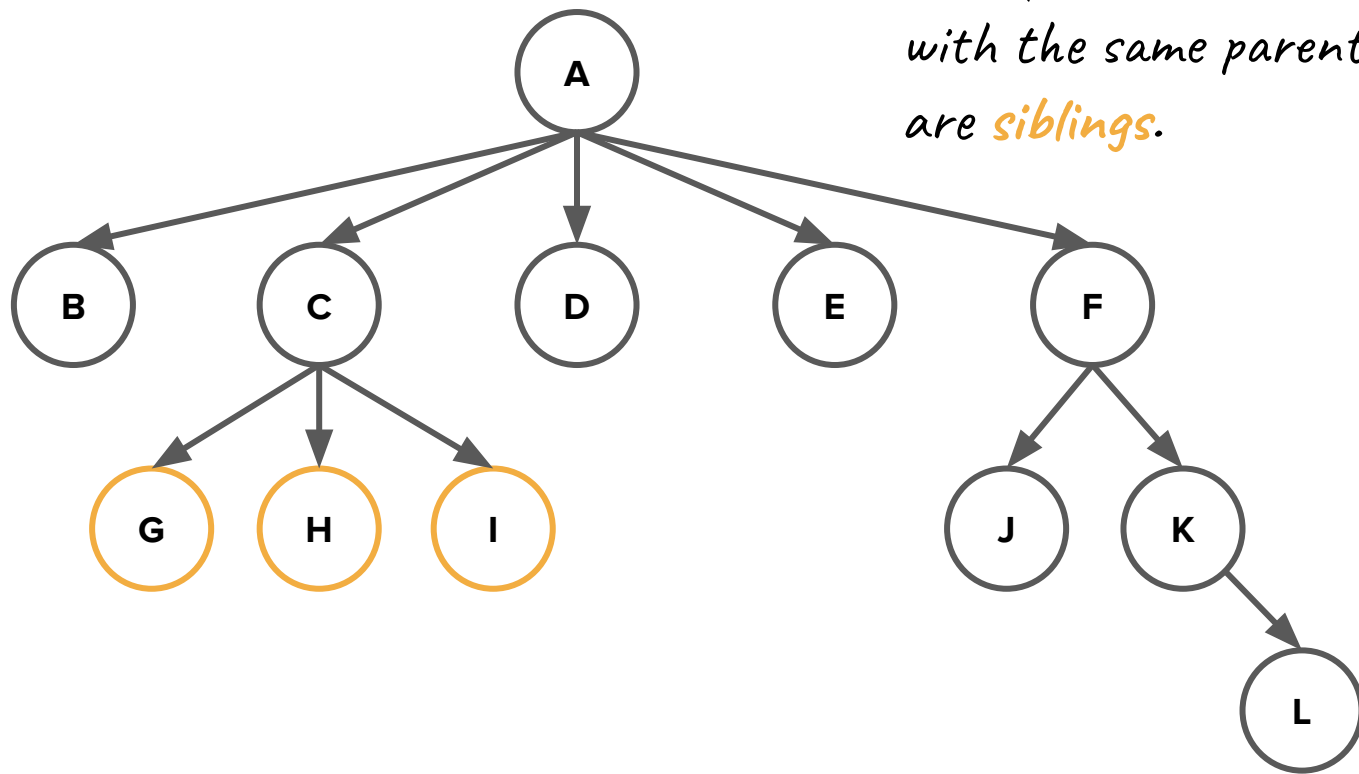 A
with the same parent
are siblings.
B C D E F
G H I J K
L